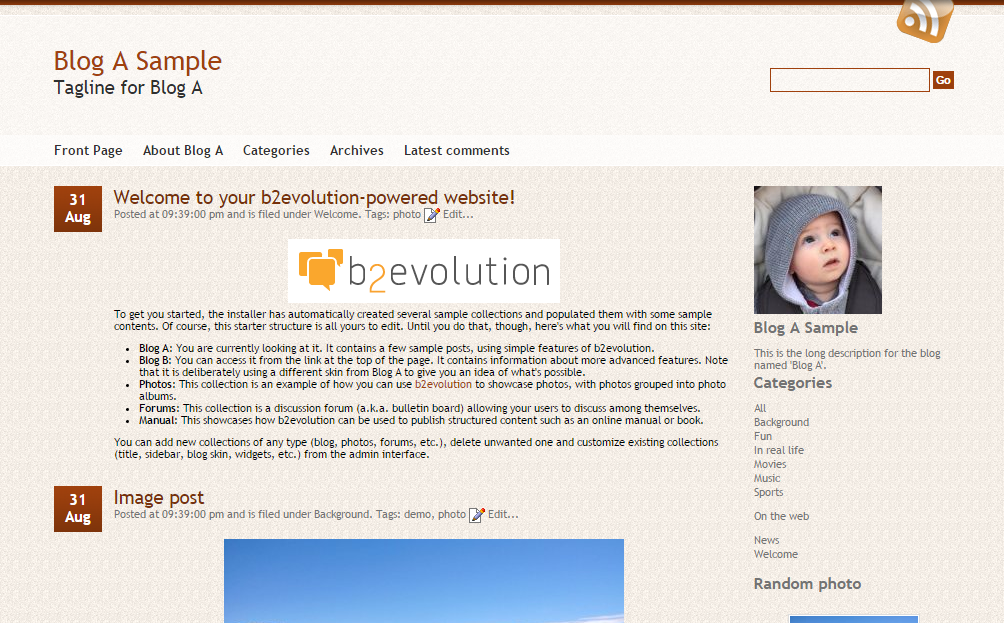 Blog A Sample
Tagline for Blog A
Go
Front Page About Blog A Categories Archives Latest comments
31
Aug
Welcome to your b2evolution-powered website!
Posted at 09:39:00 pm and is filed under Welcome. Tags: photo Edit...
b2evolution
To get you started, the installer has automatically created several sample collections and populated them with some sample
contents. Of course, this starter structure is all yours to edit. Until you do that, though, here's what you will find on this site:
• Blog A: You are currently looking at it. It contains a few sample posts, using simple features of b2evolution.
• Blog B: You can access it from the link at the top of the page. It contains information about more advanced features. Note
that it is deliberately using a different skin from Blog A to give you an idea of what's possible.
• Photos: This collection is an example of how you can use b2evolution to showcase photos, with photos grouped into photo
albums.
• Forums: This collection is a discussion forum (a.k.a. bulletin board) allowing your users to discuss among themselves.
• Manual: This showcases how b2evolution can be used to publish structured content such as an online manual or book.
You can add new collections of any type (blog, photos, forums, etc.), delete unwanted one and customize existing collections
(title, sidebar, blog skin, widgets, etc.) from the admin interface.
31
Aug
Image post
Posted at 09:39:00 pm and is filed under Background. Tags: demo, photo Edit...
Blog A Sample
This is the long description for the blog
named 'Blog A'.
Categories
All
Background
Fun
In real life
Movies
Music
Sports
On the web
News
Welcome
Random photo